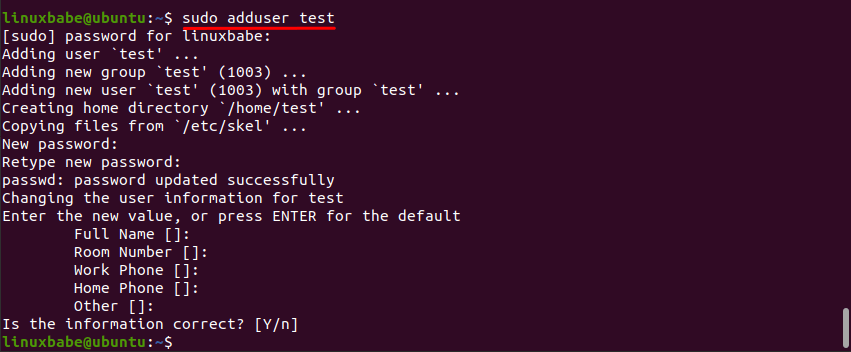 linuxbabe@ubuntu:~$ sudo adduser test
[sudo] password for linuxbabe:
Adding user `test' ...
Adding new group `test' (1003) ...
Adding new user `test' (1003) with group `test' ...
Creating home directory `/home/test' ...
Copying files from `/etc/skel' ...
New password:
Retype new password:
passwd: password updated successfully
Changing the user information for test
Enter the new value, or press ENTER for the default
        Full Name []:
        Room Number []:
        Work Phone []:
        Home Phone []:
        Other []:
Is the information correct? [Y/n]
linuxbabe@ubuntu:~$